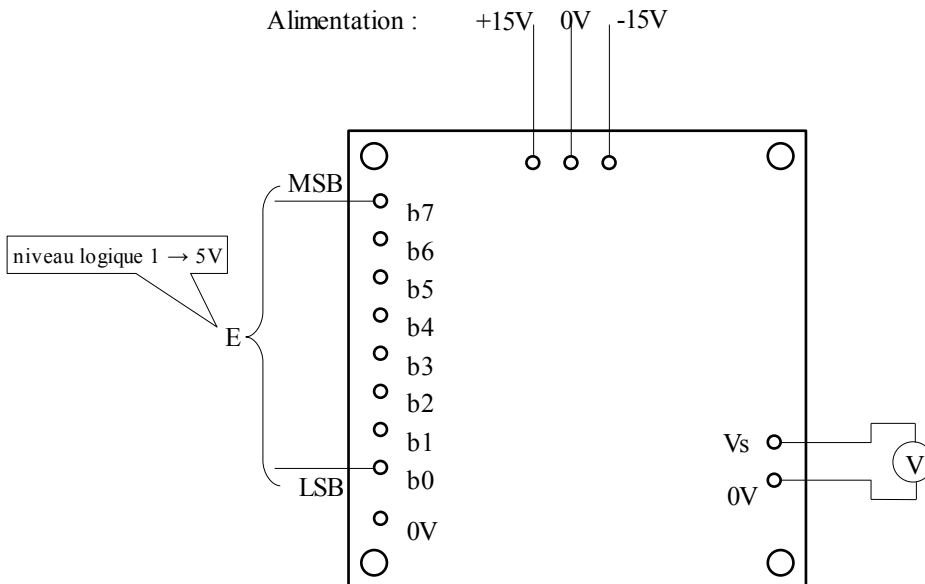 Alimentation : +15V 0V -15V
MSB
b7
niveau logique 1 → 5V
b6
b5
b4
E
b3
b2
b1
Vs
V
b0
LSB
0V
0V